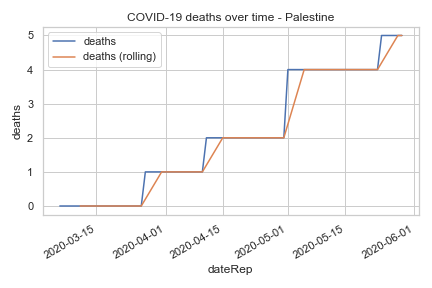 COVID-19 deaths over time - Palestine
deaths
deaths (rolling)
deaths
5
4
3
2
1
0
2020-03-15
2020-04-01
2020-04-15
2020-05-01
2020-05-15
2020-06-01
dateRep